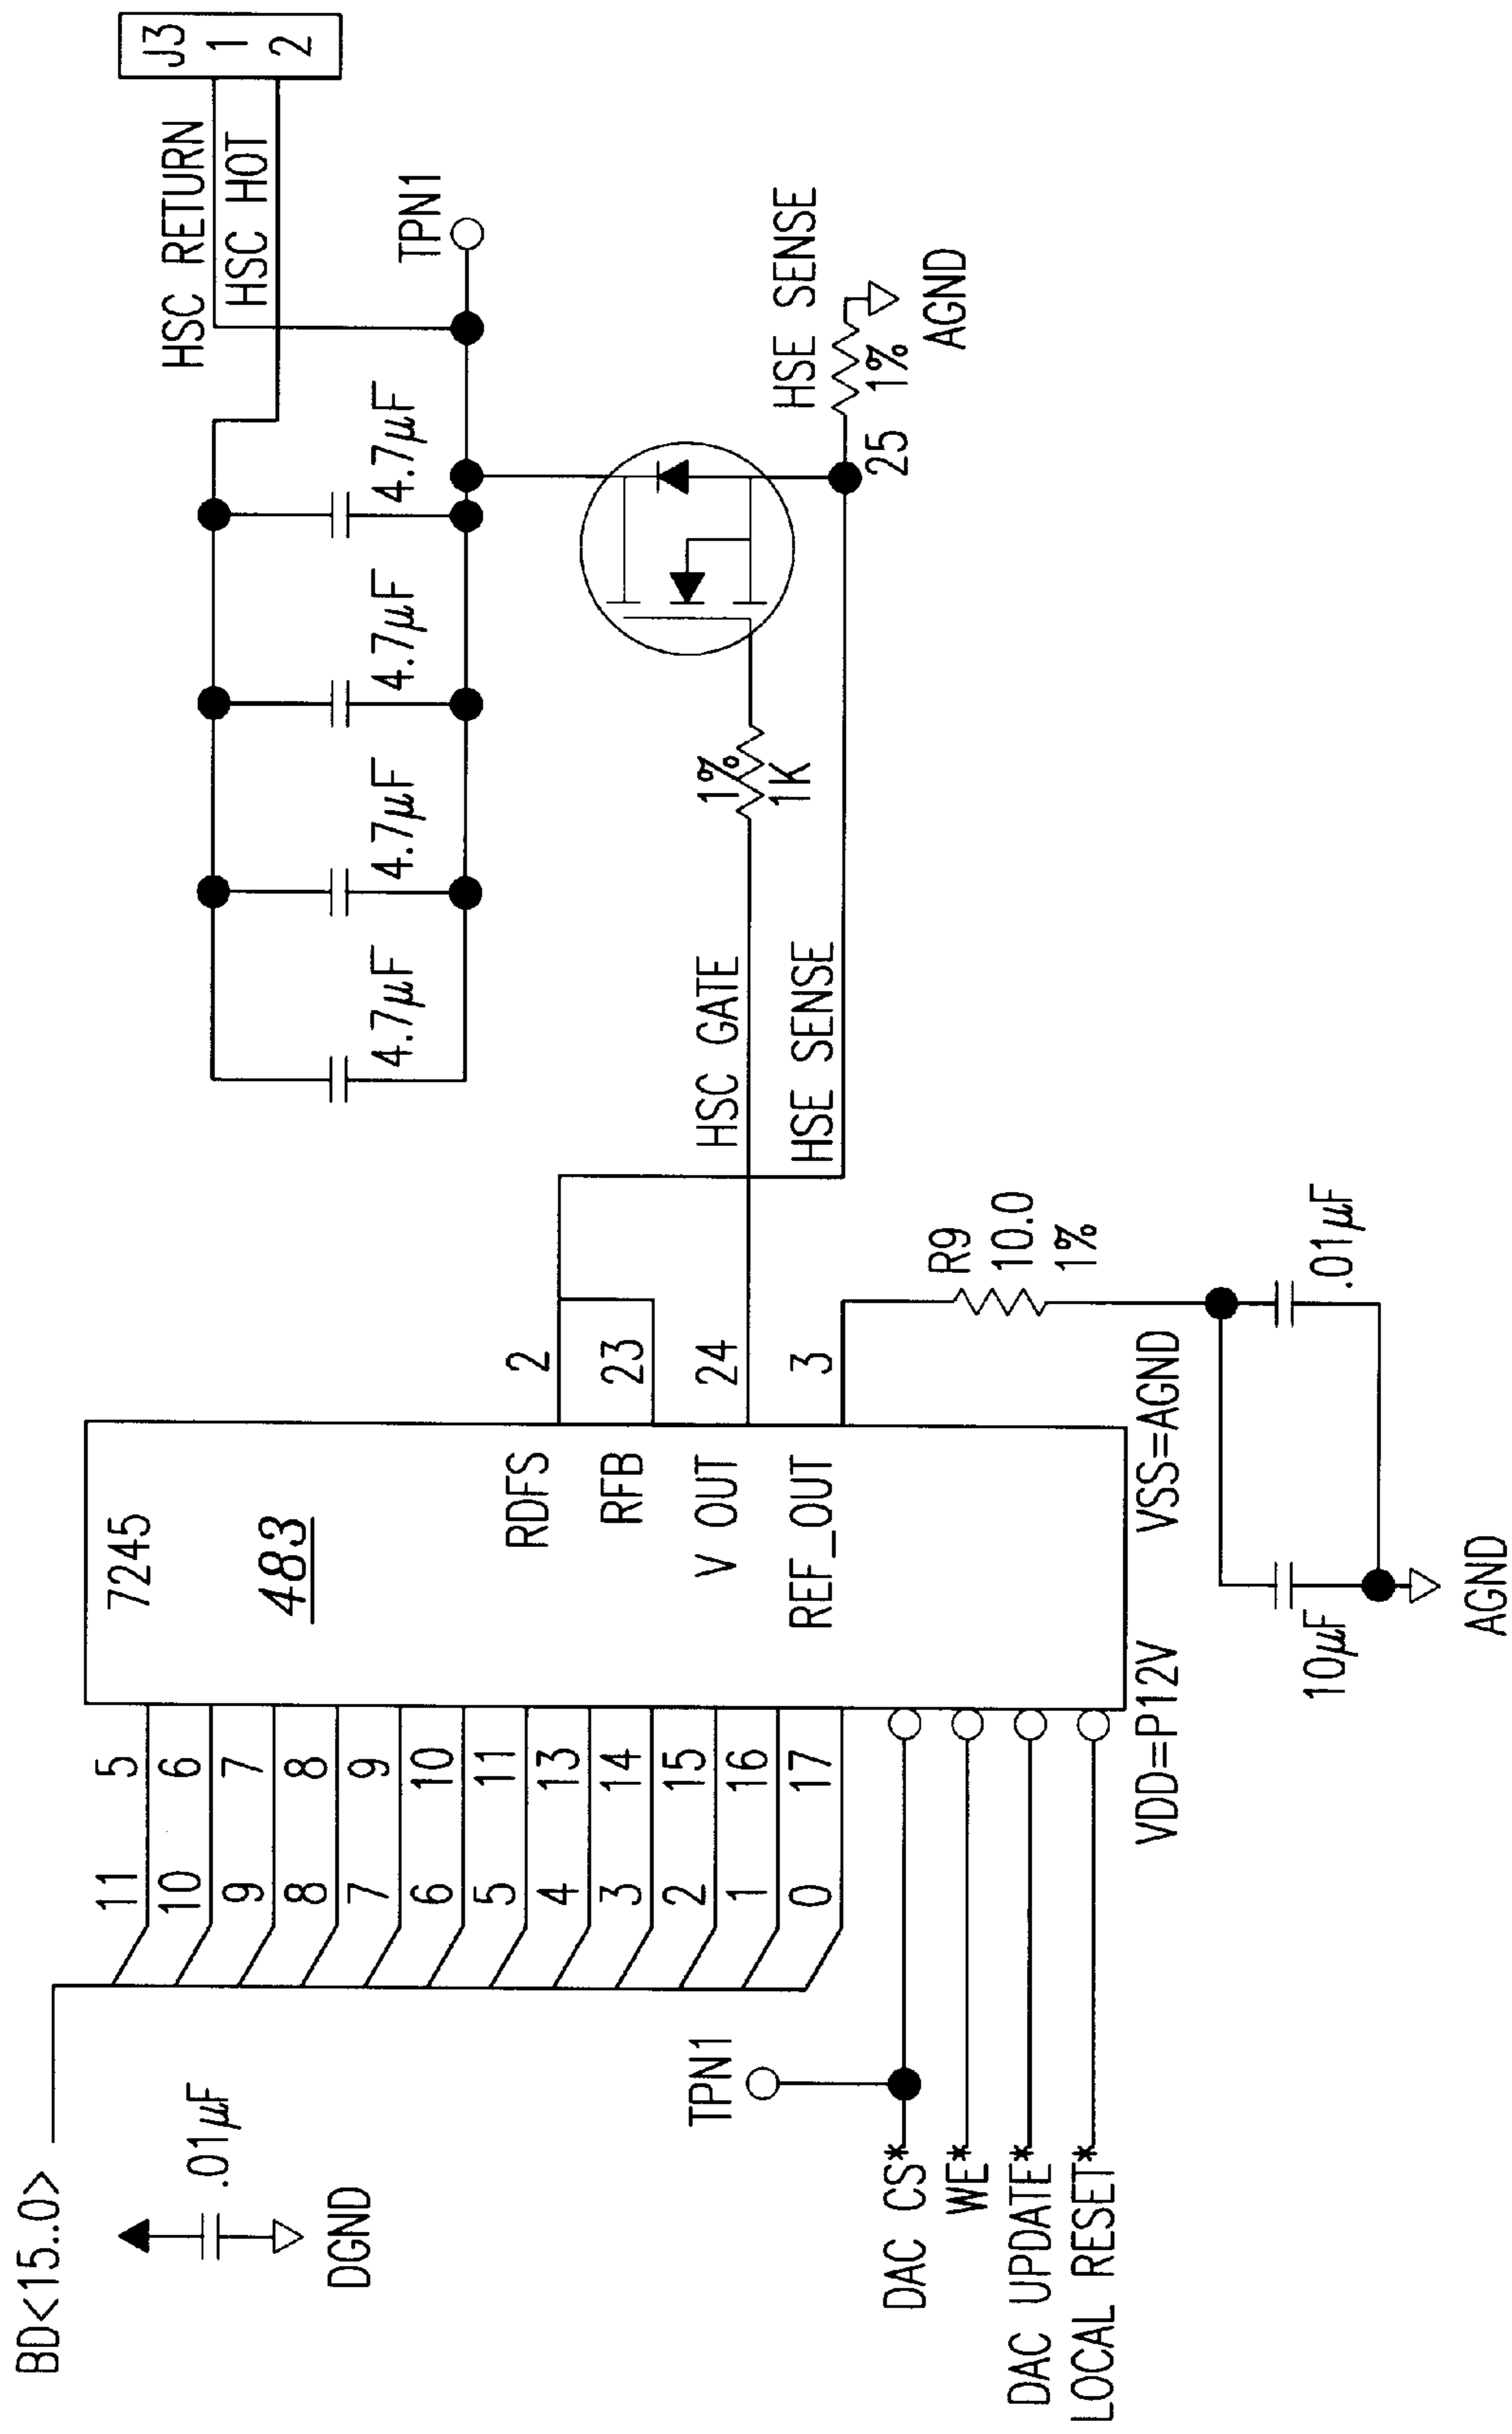 BD<15..0>
.01µF
DGND
11 5
10 6
9 7
8 8
7 9
6 10
5 11
4 13
3 14
2 15
1 16
0 17
TPN1
DAC CS*
WE*
DAC UPDATE*
LOCAL RESET*
7245
483
RDFS 2
RFB 23
V OUT 24
REF_OUT 3
VDD=P12V
VSS=AGND
R9
10.0
1%
10µF
.01µF
AGND
HSC GATE
HSE SENSE
1%
1K
4.7µF
4.7µF
4.7µF
4.7µF
HSC RETURN
HSC HOT
J3
1
2
TPN1
HSE SENSE
25 1%
AGND